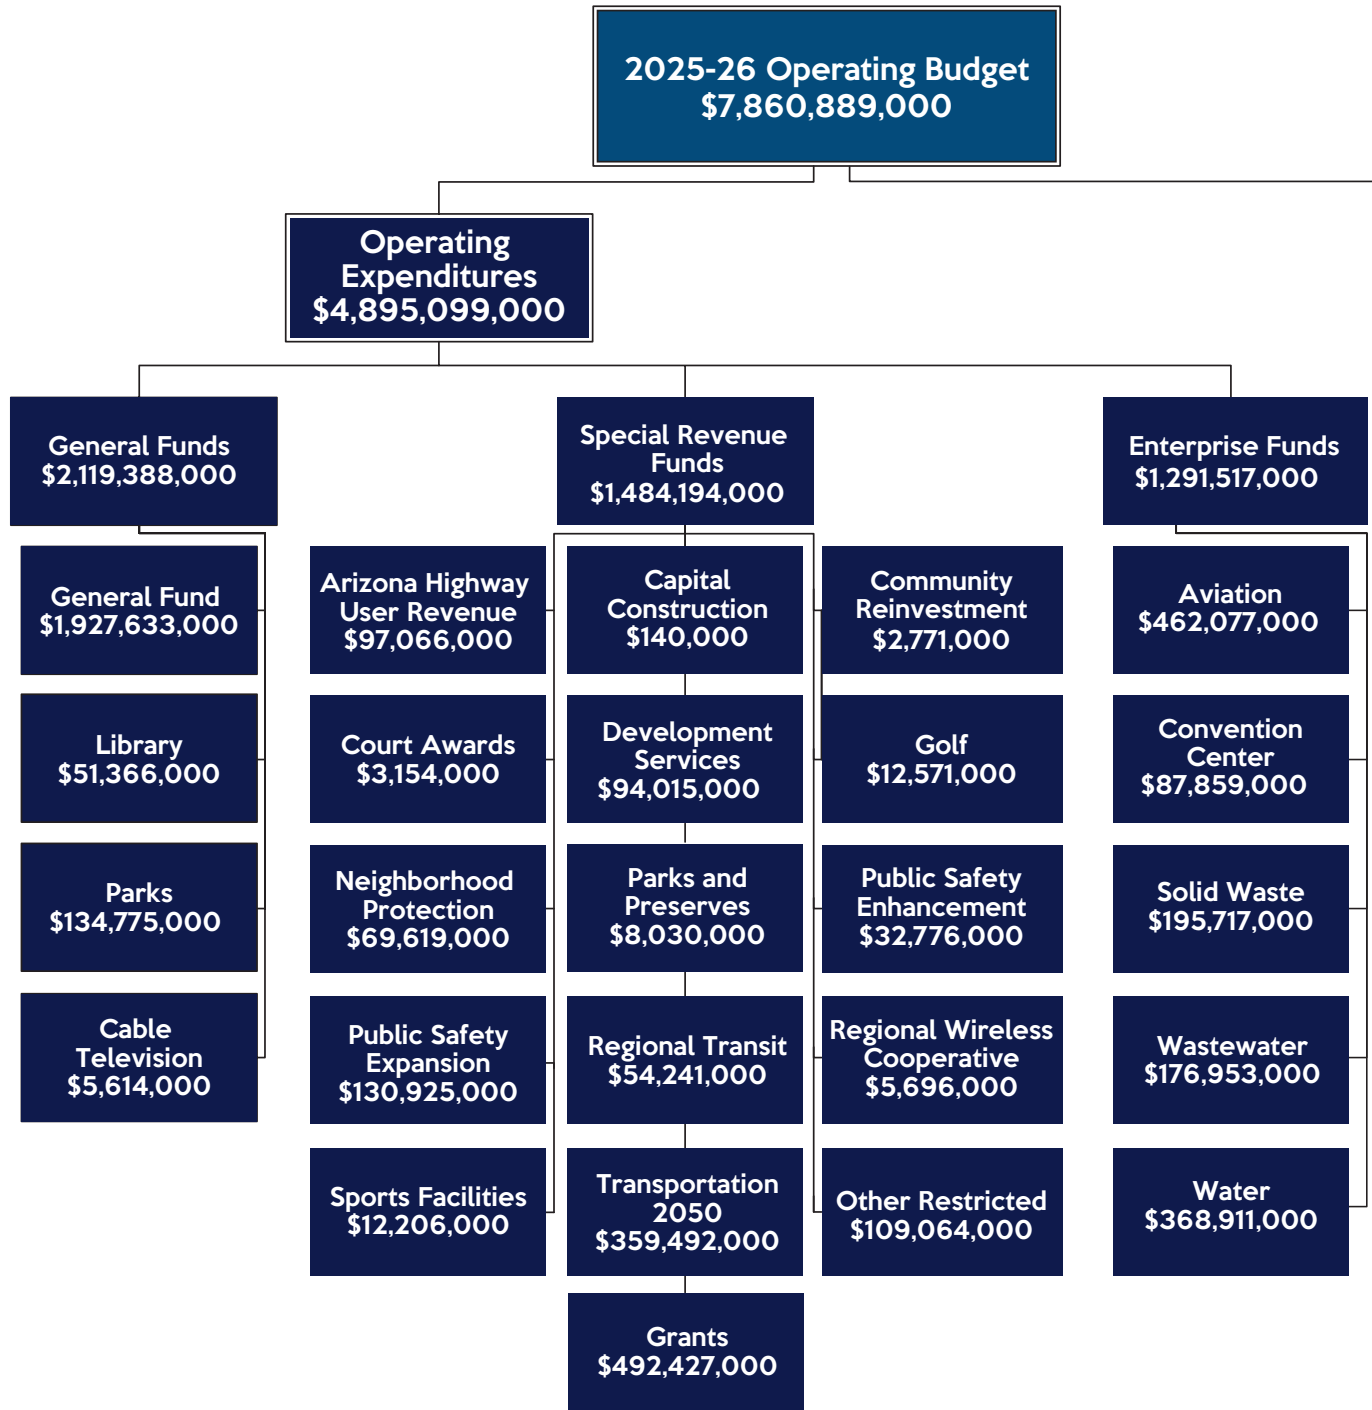 2025-26 Operating Budget
$7,860,889,000
Operating
Expenditures
$4,895,099,000
General Funds
$2,119,388,000
Special Revenue
Funds
$1,484,194,000
Enterprise Funds
$1,291,517,000
General Fund
$1,927,633,000
Library
$51,366,000
Parks
$134,775,000
Cable
Television
$5,614,000
Arizona Highway
User Revenue
$97,066,000
Court Awards
$3,154,000
Neighborhood
Protection
$69,619,000
Public Safety
Expansion
$130,925,000
Sports Facilities
$12,206,000
Capital
Construction
$140,000
Development
Services
$94,015,000
Parks and
Preserves
$8,030,000
Regional Transit
$54,241,000
Transportation
2050
$359,492,000
Grants
$492,427,000
Community
Reinvestment
$2,771,000
Golf
$12,571,000
Public Safety
Enhancement
$32,776,000
Regional Wireless
Cooperative
$5,696,000
Other Restricted
$109,064,000
Aviation
$462,077,000
Convention
Center
$87,859,000
Solid Waste
$195,717,000
Wastewater
$176,953,000
Water
$368,911,000